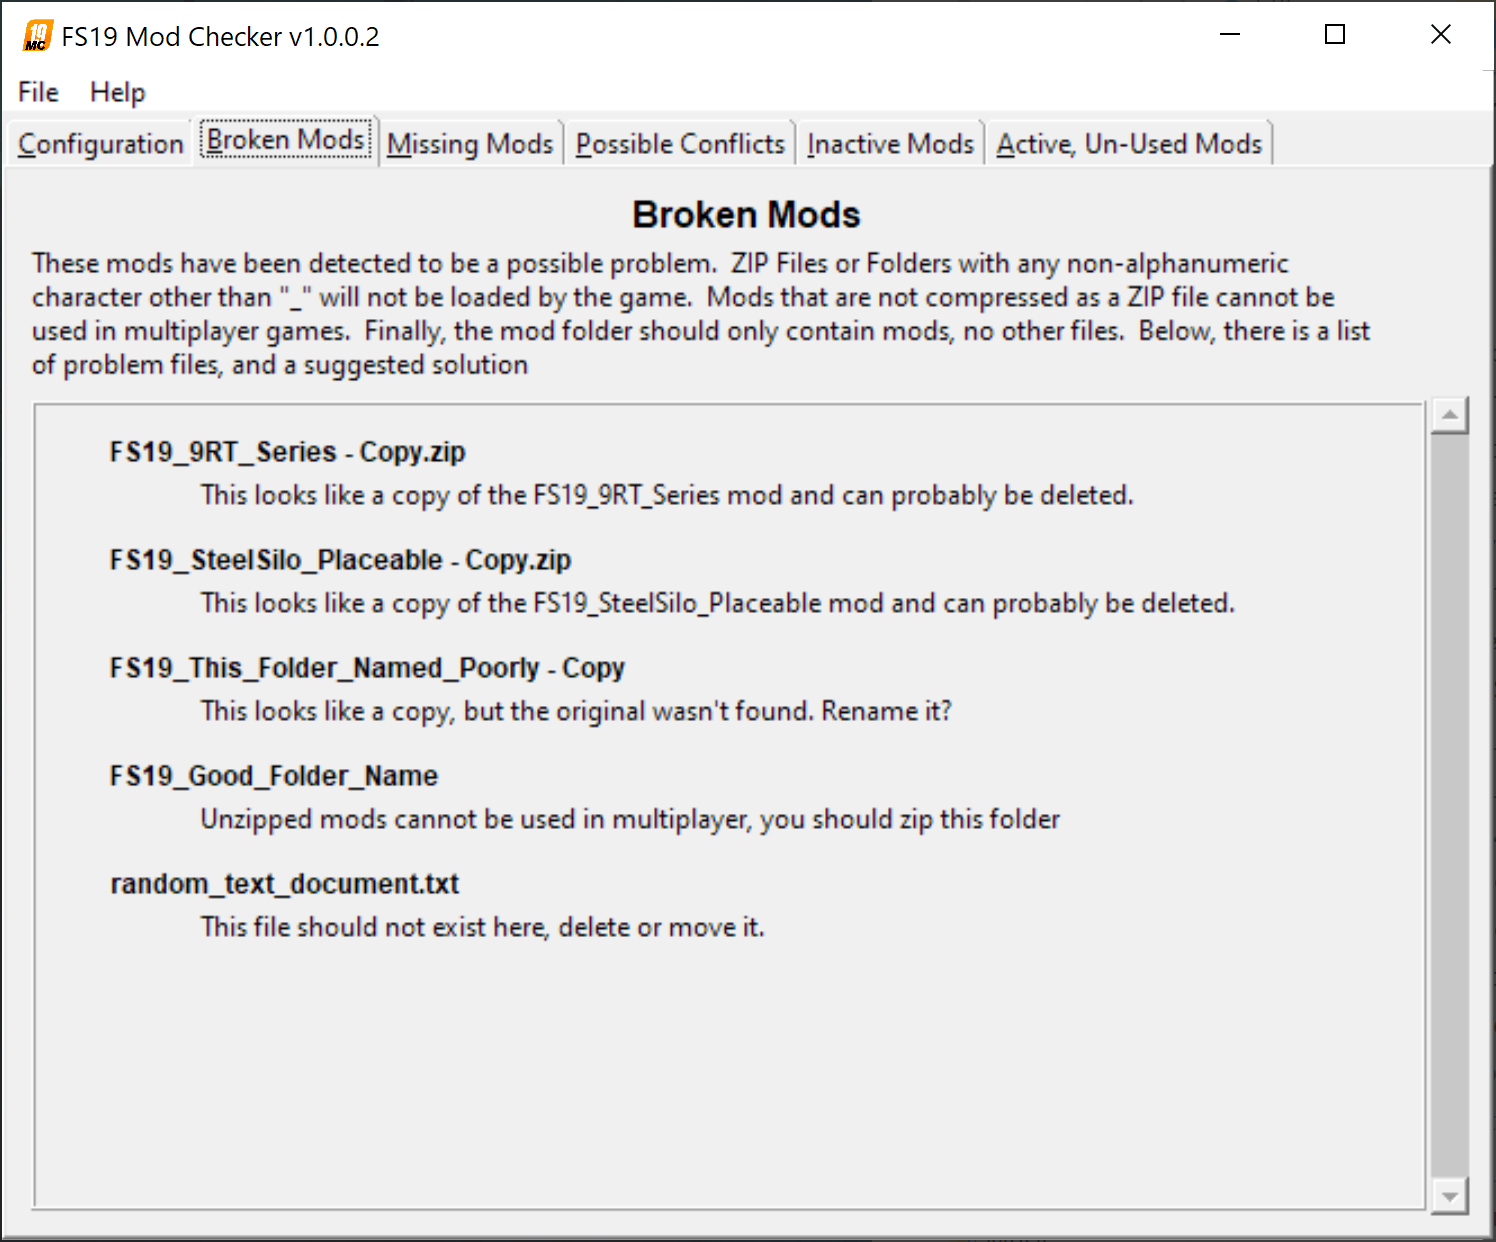 19
MC
FS19 Mod Checker v1.0.0.2
File Help
Configuration Broken Mods Missing Mods Possible Conflicts Inactive Mods Active, Un-Used Mods
Broken Mods
These mods have been detected to be a possible problem.  ZIP Files or Folders with any non-alphanumeric
character other than "_" will not be loaded by the game.  Mods that are not compressed as a ZIP file cannot be
used in multiplayer games.  Finally, the mod folder should only contain mods, no other files.  Below, there is a list
of problem files, and a suggested solution
FS19_9RT_Series - Copy.zip
This looks like a copy of the FS19_9RT_Series mod and can probably be deleted.
FS19_SteelSilo_Placeable - Copy.zip
This looks like a copy of the FS19_SteelSilo_Placeable mod and can probably be deleted.
FS19_This_Folder_Named_Poorly - Copy
This looks like a copy, but the original wasn't found. Rename it?
FS19_Good_Folder_Name
Unzipped mods cannot be used in multiplayer, you should zip this folder
random_text_document.txt
This file should not exist here, delete or move it.